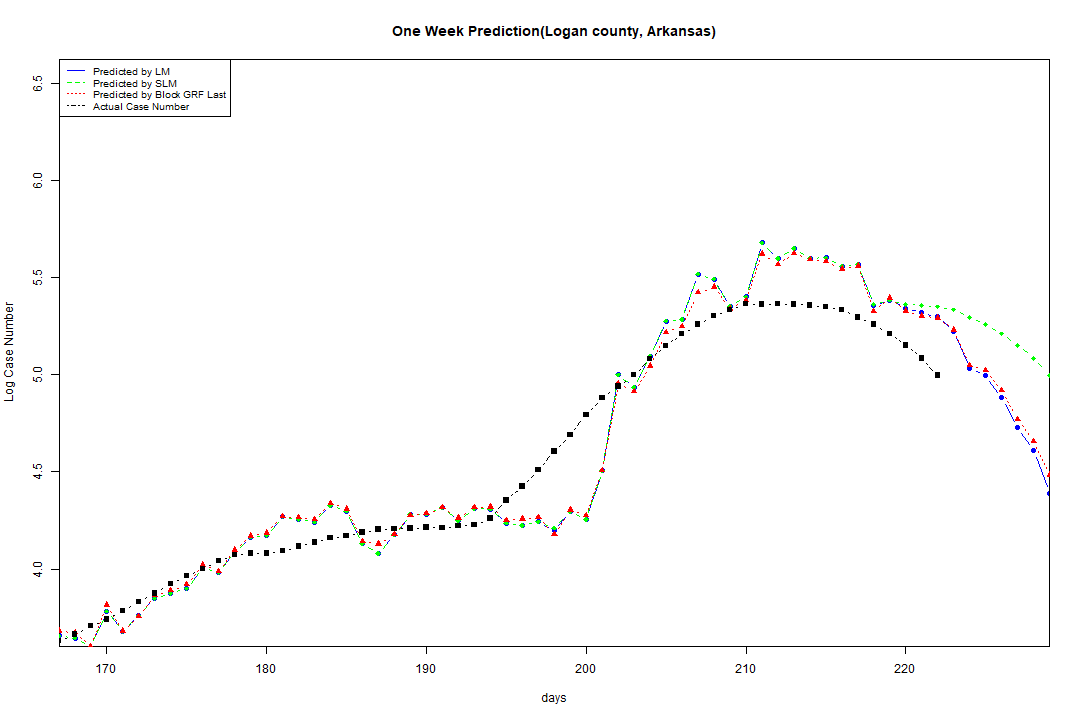 One Week Prediction(Logan county, Arkansas)
Predicted by LM
Predicted by SLM
Predicted by Block GRF Last
Actual Case Number
6.5
6.0
5.5
5.0
4.5
4.0
Log Case Number
170 180 190 200 210 220
days